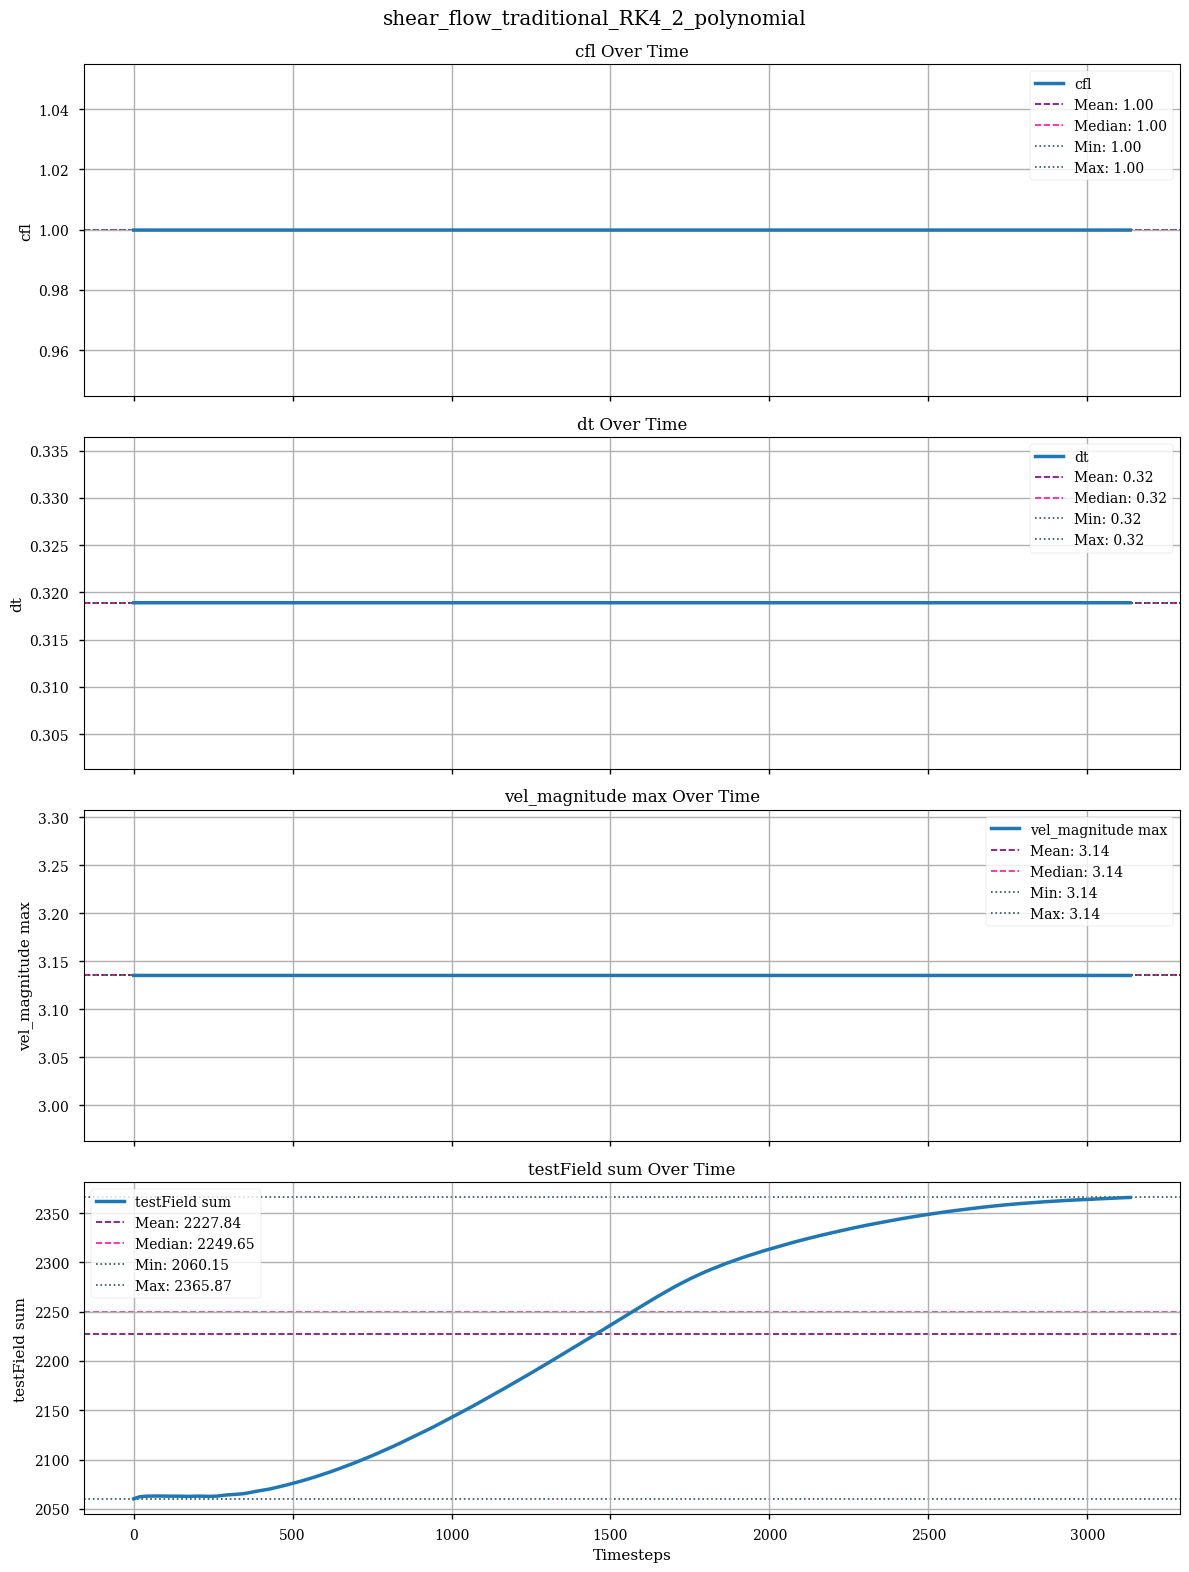 shear_flow_traditional_RK4_2_polynomial
cfl Over Time
cfl
1.04
1.02
1.00
0.98
0.96
cfl
Mean: 1.00
Median: 1.00
Min: 1.00
Max: 1.00
dt Over Time
dt
0.335
0.330
0.325
0.320
0.315
0.310
0.305
dt
Mean: 0.32
Median: 0.32
Min: 0.32
Max: 0.32
vel_magnitude max Over Time
vel_magnitude max
3.30
3.25
3.20
3.15
3.10
3.05
3.00
vel_magnitude max
Mean: 3.14
Median: 3.14
Min: 3.14
Max: 3.14
testField sum Over Time
testField sum
2350
2300
2250
2200
2150
2100
2050
testField sum
Mean: 2227.84
Median: 2249.65
Min: 2060.15
Max: 2365.87
0 500 1000 1500 2000 2500 3000
Timesteps